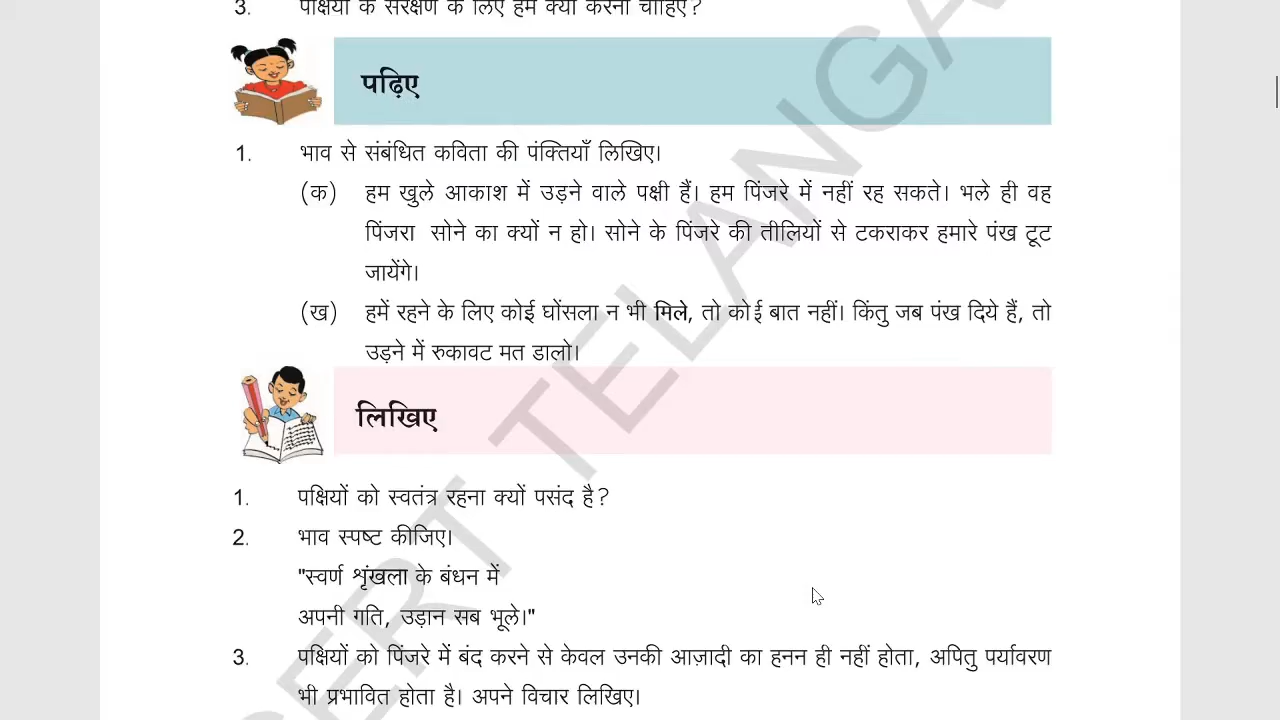 3. पक्षियों के संरक्षण के लिए हमें क्या करना चाहिए?
पढ़िए
1. भाव से संबंधित कविता की पंक्तियाँ लिखिए।
(क) हम खुले आकाश में उड़ने वाले पक्षी हैं। हम पिंजरे में नहीं रह सकते। भले ही वह
पिंजरा सोने का क्यों न हो। सोने के पिंजरे की तीलियों से टकराकर हमारे पंख टूट
जायेंगे।
(ख) हमें रहने के लिए कोई घोंसला न भी मिले, तो कोई बात नहीं। किंतु जब पंख दिये हैं, तो
उड़ने में रुकावट मत डालो।
लिखिए
1. पक्षियों को स्वतंत्र रहना क्यों पसंद है?
2. भाव स्पष्ट कीजिए।
"स्वर्ण शृंखला के बंधन में
अपनी गति, उड़ान सब भूले।"
3. पक्षियों को पिंजरे में बंद करने से केवल उनकी आज़ादी का हनन ही नहीं होता, अपितु पर्यावरण
भी प्रभावित होता है। अपने विचार लिखिए।
CERT TELANGA